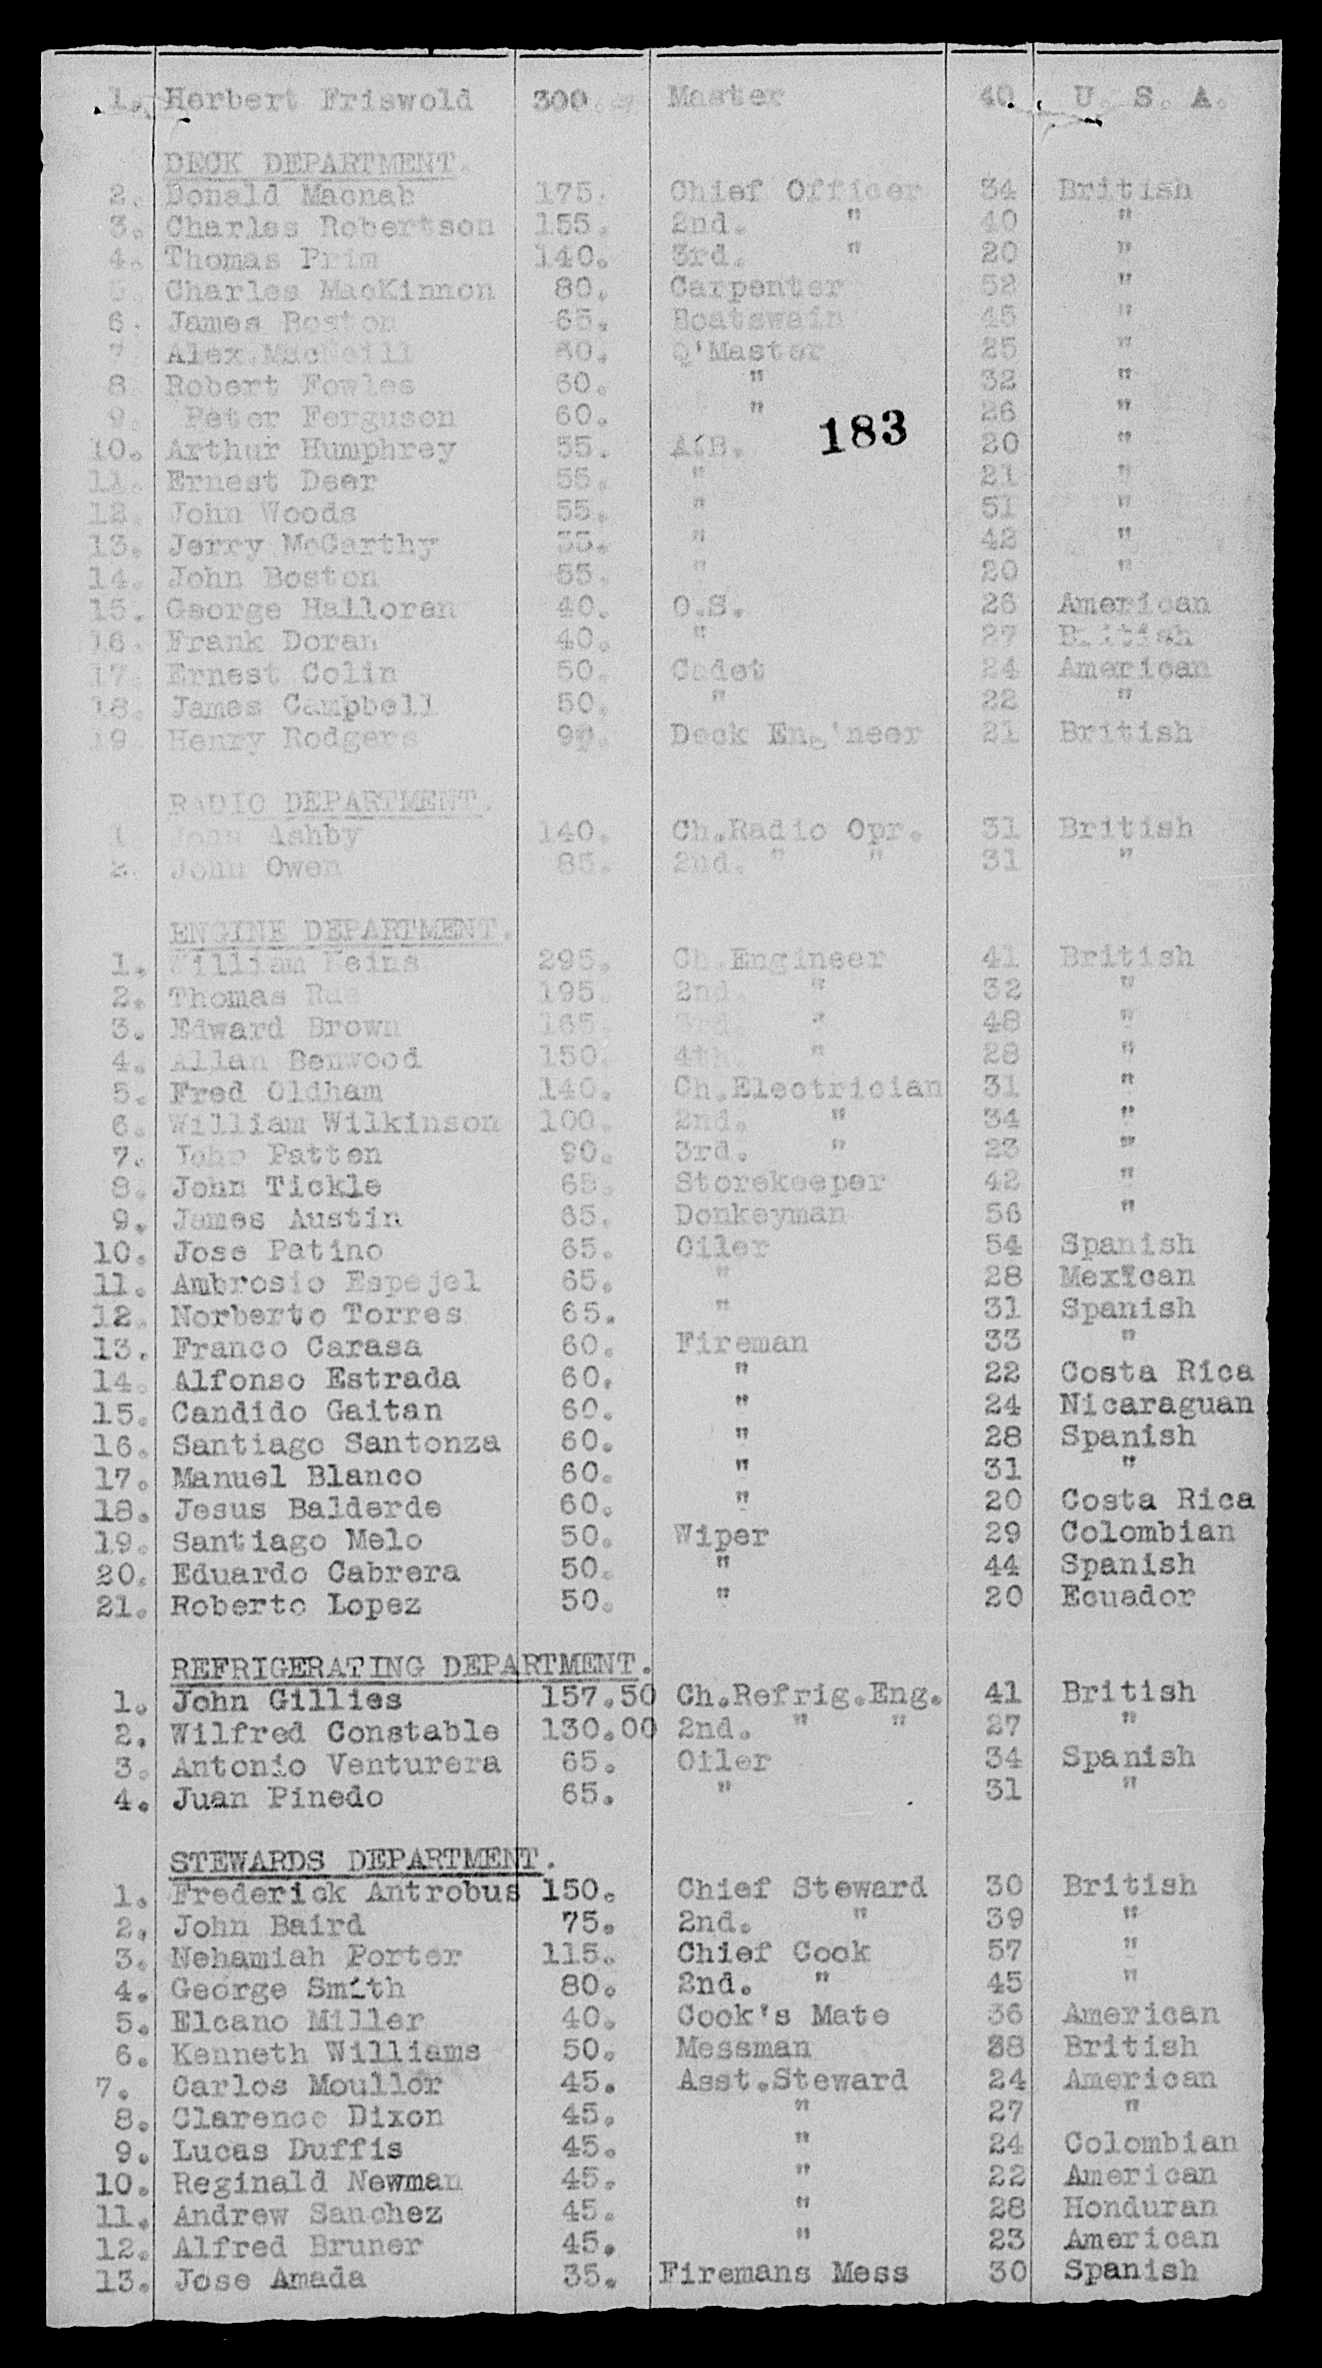 1. Herbert Friswold 300. Master 40 U. S. A.
DECK DEPARTMENT.
2. Donald Macnab 175. Chief Officer 34 British
3. Charles Robertson 155. 2nd. " 40 "
4. Thomas Prim 140. 3rd. " 20 "
5. Charles MacKinnon 80. Carpenter 52 "
6. James Boston 65. Boatswain 45 "
7 Alex.MacNeill 60. Q'Master 25 "
8 Robert Fowles 60. " 32 "
9 Peter Ferguson 60. " 26 "
183
10. Arthur Humphrey 55. A.B. 20 "
11. Ernest Deer 55. " 21 "
12. John Woods 55. " 51 "
13. Jerry McCarthy 55. " 42 "
14. John Boston 55. " 20 "
15. George Halloran 40. O.S. 26 American
16. Frank Doran 40. " 27 British
17. Ernest Colin 50. Cadet 24 American
18. James Campbell 50. " 22 "
19. Henry Rodgers 90. Deck Eng'neer 21 British
RADIO DEPARTMENT.
1 Ashby 140. Ch.Radio Opr. 31 British
2. John Owen 85. 2nd. " " 31 "
ENGINE DEPARTMENT.
1. William 295. Ch.Engineer 41 British
2. Thomas 195. 2nd. " 32 "
3. Edward Brown 165. 3rd " 48 "
4. Allan Benwood 150. 4th. " 28 "
5. Fred Oldham 140. Ch.Electrician 31 "
6. William Wilkinson 100. 2nd. " 34 "
7. John Patten 90. 3rd. " 23 "
8. John Tickle 65. Storekeeper 42 "
9. James Austin 65. Donkeyman 56 "
10. Jose Patino 65. Oiler 54 Spanish
11. Ambrosio Espejel 65. " 28 Mexican
12. Norberto Torres 65. " 31 Spanish
13. Franco Carasa 60. Fireman 33 "
14. Alfonso Estrada 60. " 22 Costa Rica
15. Candido Gaitan 60. " 24 Nicaraguan
16. Santiago Santonza 60. " 28 Spanish
17. Manuel Blanco 60. " 31 "
18. Jesus Balderde 60. " 20 Costa Rica
19. Santiago Melo 50. Wiper 29 Colombian
20. Eduardo Cabrera 50. " 44 Spanish
21. Roberto Lopez 50. " 20 Ecuador
REFRIGERATING DEPARTMENT.
1. John Gillies 157.50 Ch.Refrig.Eng. 41 British
2. Wilfred Constable 130.00 2nd. " " 27 "
3. Antonio Venturera 65. Oiler 34 Spanish
4. Juan Pinedo 65. " 31 "
STEWARDS DEPARTMENT.
1. Frederick Antrobus 150. Chief Steward 30 British
2. John Baird 75. 2nd. " 39 "
3. Nehamiah Porter 115. Chief Cook 57 "
4. George Smith 80. 2nd. " 45 "
5. Elcano Miller 40. Cook's Mate 36 American
6. Kenneth Williams 50. Messman 38 British
7. Carlos Moullor 45. Asst.Steward 24 American
8. Clarence Dixon 45. " 27 "
9. Lucas Duffis 45. " 24 Colombian
10. Reginald Newman 45. " 22 American
11. Andrew Sanchez 45. " 28 Honduran
12. Alfred Bruner 45. " 23 American
13. Jose Amada 35. Firemans Mess 30 Spanish